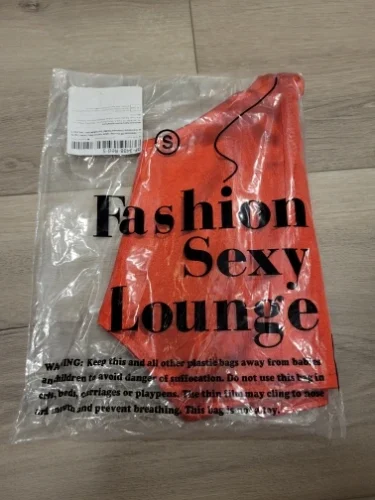 S
Fashion
Sexy
Lounge
WARNING: Keep this and all other plastic bags away from babies
and children to avoid danger of suffocation. Do not use this bag in
cribs, beds, carriages or playpens. The thin film may cling to nose
and mouth and prevent breathing. This bag is not a toy.